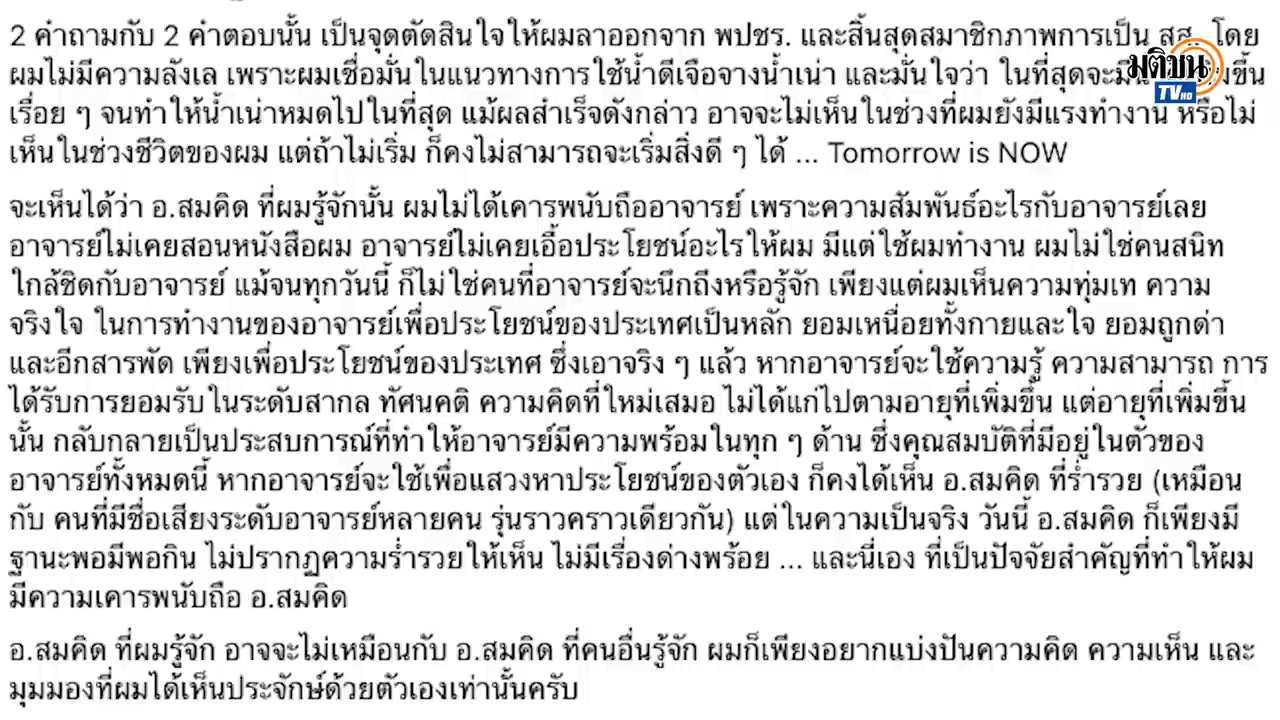 2 คำถามกับ 2 คำตอบนั้น เป็นจุดตัดสินใจให้ผมลาออกจาก พปชร. และสิ้นสุดสมาชิกภาพการเป็น สส. โดย
ผมไม่มีความลังเล เพราะผมเชื่อมั่นในแนวทางการใช้น้ำดีเจือจางน้ำเน่า และมั่นใจว่า ในที่สุดจะมี ขึ้น
เรื่อย ๆ จนทำให้น้ำเน่าหมดไปในที่สุด แม้ผลสำเร็จดังกล่าว อาจจะไม่เห็นในช่วงที่ผมยังมีแรงทำงาน หรือไม่
เห็นในช่วงชีวิตของผม แต่ถ้าไม่เริ่ม ก็คงไม่สามารถจะเริ่มสิ่งดี ๆ ได้ ... Tomorrow is NOW
จะเห็นได้ว่า อ.สมคิด ที่ผมรู้จักนั้น ผมไม่ได้เคารพนับถืออาจารย์ เพราะความสัมพันธ์อะไรกับอาจารย์เลย
อาจารย์ไม่เคยสอนหนังสือผม อาจารย์ไม่เคยเอื้อประโยชน์อะไรให้ผม มีแต่ใช้ผมทำงาน ผมไม่ใช่คนสนิท
ใกล้ชิดกับอาจารย์ แม้จนทุกวันนี้ ก็ไม่ใช่คนที่อาจารย์จะนึกถึงหรือรู้จัก เพียงแต่ผมเห็นความทุ่มเท ความ
จริงใจ ในการทำงานของอาจารย์เพื่อประโยชน์ของประเทศเป็นหลัก ยอมเหนื่อยทั้งกายและใจ ยอมถูกด่า
และอีกสารพัด เพียงเพื่อประโยชน์ของประเทศ ซึ่งเอาจริง ๆ แล้ว หากอาจารย์จะใช้ความรู้ ความสามารถ การ
ได้รับการยอมรับในระดับสากล ทัศนคติ ความคิดที่ใหม่เสมอ ไม่ได้แก่ไปตามอายุที่เพิ่มขึ้น แต่อายุที่เพิ่มขึ้น
นั้น กลับกลายเป็นประสบการณ์ที่ทำให้อาจารย์มีความพร้อมในทุก ๆ ด้าน ซึ่งคุณสมบัติที่มีอยู่ในตัวของ
อาจารย์ทั้งหมดนี้ หากอาจารย์จะใช้เพื่อแสวงหาประโยชน์ของตัวเอง ก็คงได้เห็น อ.สมคิด ที่ร่ำรวย (เหมือน
กับ คนที่มีชื่อเสียงระดับอาจารย์หลายคน รุ่นราวคราวเดียวกัน) แต่ในความเป็นจริง วันนี้ อ.สมคิด ก็เพียงมี
ฐานะพอมีพอกิน ไม่ปรากฏความร่ำรวยให้เห็น ไม่มีเรื่องด่างพร้อย ... และนี่เอง ที่เป็นปัจจัยสำคัญที่ทำให้ผม
มีความเคารพนับถือ อ.สมคิด
อ.สมคิด ที่ผมรู้จัก อาจจะไม่เหมือนกับ อ.สมคิด ที่คนอื่นรู้จัก ผมก็เพียงอยากแบ่งปันความคิด ความเห็น และ
มุมมองที่ผมได้เห็นประจักษ์ด้วยตัวเองเท่านั้นครับ
มติชน
TV HD